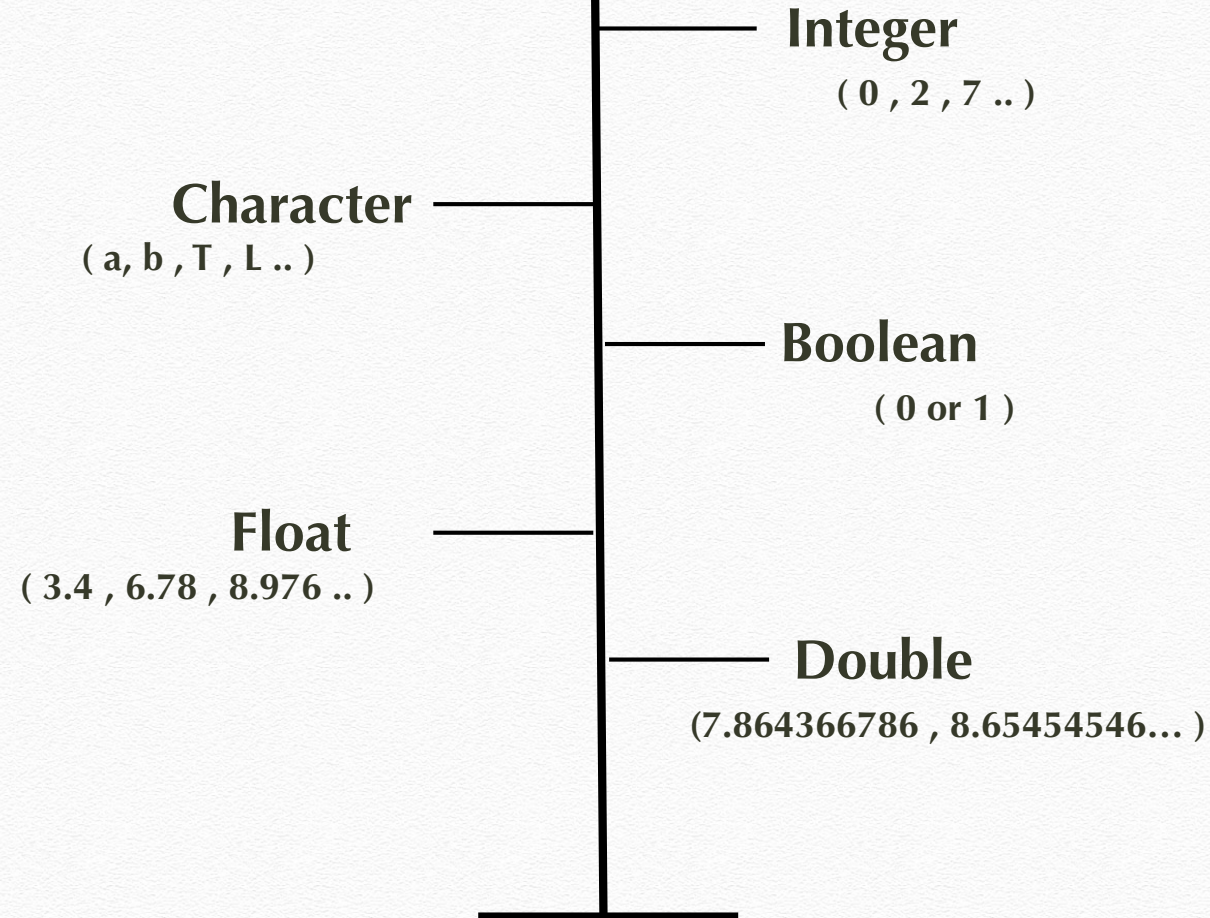 Integer
( 0 , 2 , 7 .. )
Character
( a, b , T , L .. )
Boolean
( 0 or 1 )
Float
( 3.4 , 6.78 , 8.976 .. )
Double
(7.864366786 , 8.65454546... )